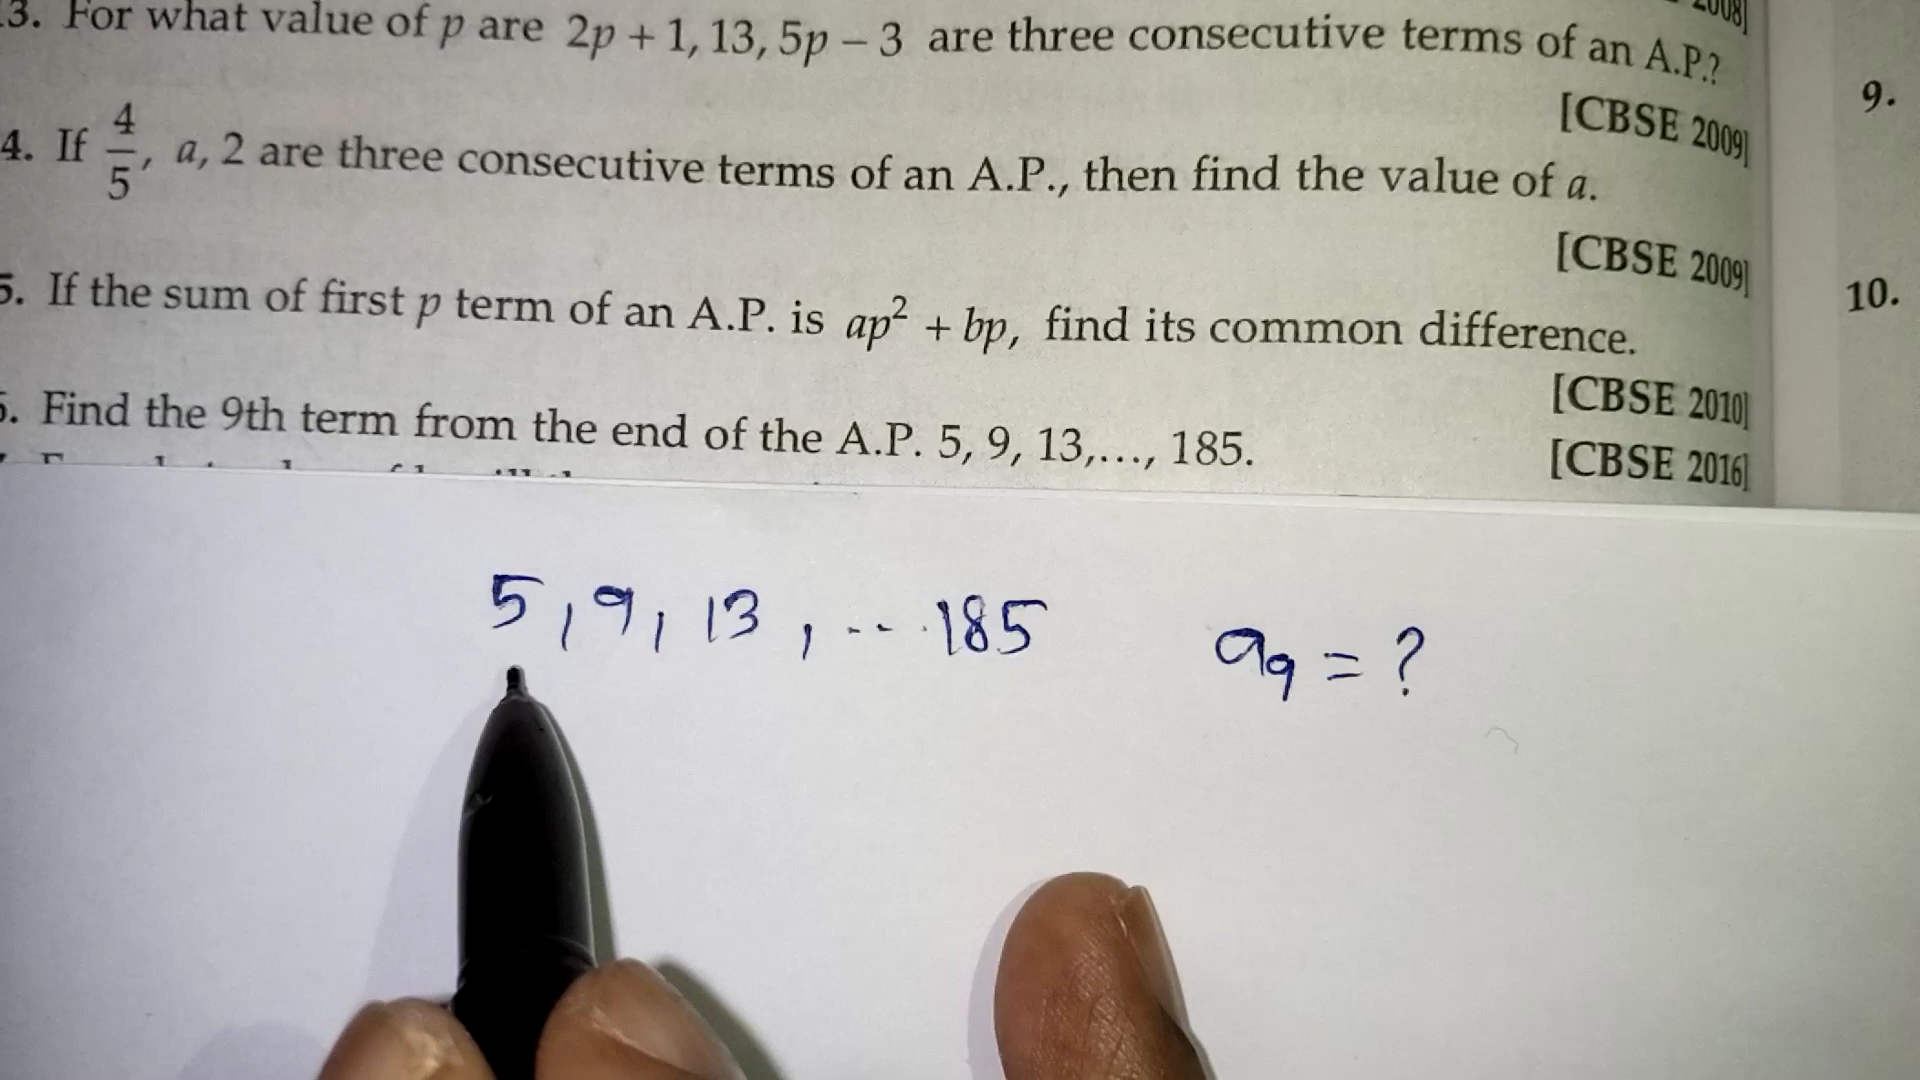 3. For what value of p are 2p + 1, 13, 5p – 3 are three consecutive terms of an A.P.?
[CBSE 2009]
4. If 4/5, a, 2 are three consecutive terms of an A.P., then find the value of a.
[CBSE 2009]
5. If the sum of first p term of an A.P. is ap² + bp, find its common difference.
[CBSE 2010]
. Find the 9th term from the end of the A.P. 5, 9, 13,..., 185.
[CBSE 2016]
2008]
9.
10.
5, 9, 13, ... 185
a₉ = ?